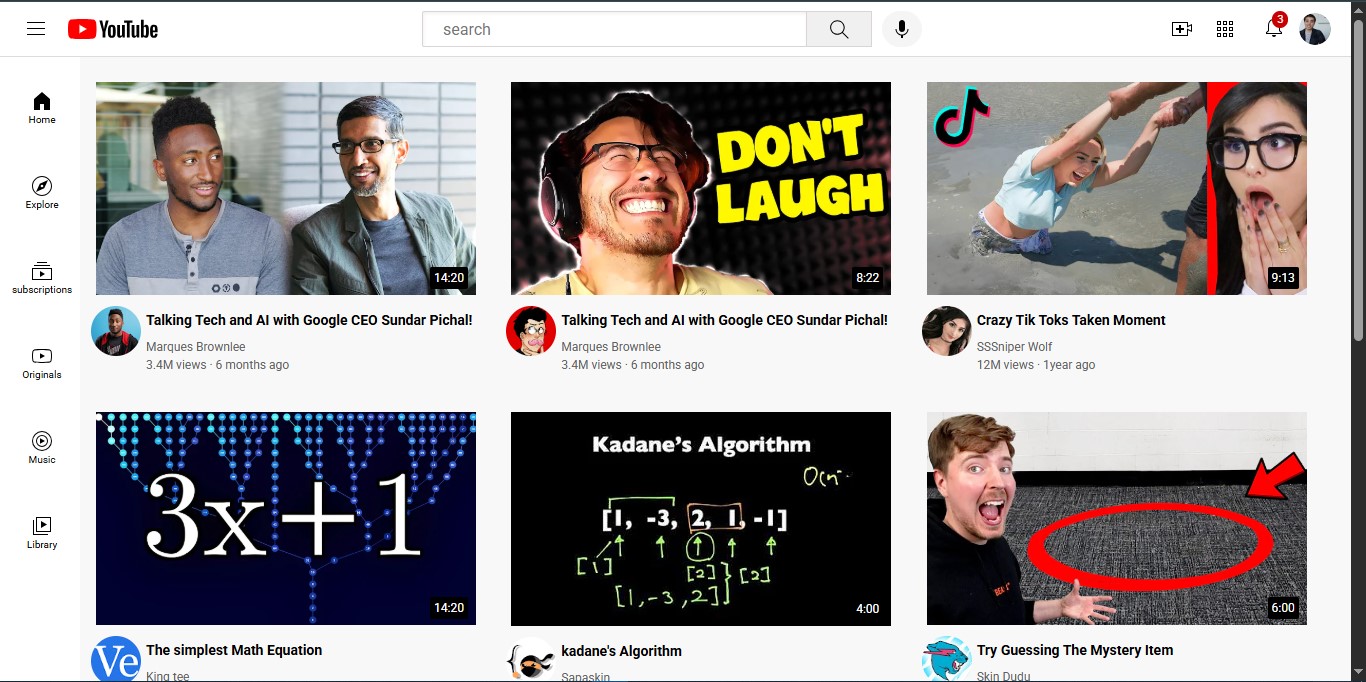 YouTube
search
3
Home
Explore
subscriptions
Originals
Music
Library
14:20
DON'T
LAUGH
8:22
9:13
Talking Tech and AI with Google CEO Sundar Pichal!
Marques Brownlee
3.4M views · 6 months ago
Talking Tech and AI with Google CEO Sundar Pichal!
Marques Brownlee
3.4M views · 6 months ago
Crazy Tik Toks Taken Moment
SSSniper Wolf
12M views · 1year ago
3x+1
14:20
Kadane's Algorithm
[1, -3, 2, 1, -1]
[1]
[2]
[2]
[1,-3,2]
4:00
6:00
Ve
The simplest Math Equation
King tee
kadane's Algorithm
Sapaskin
Try Guessing The Mystery Item
Skin Dudu